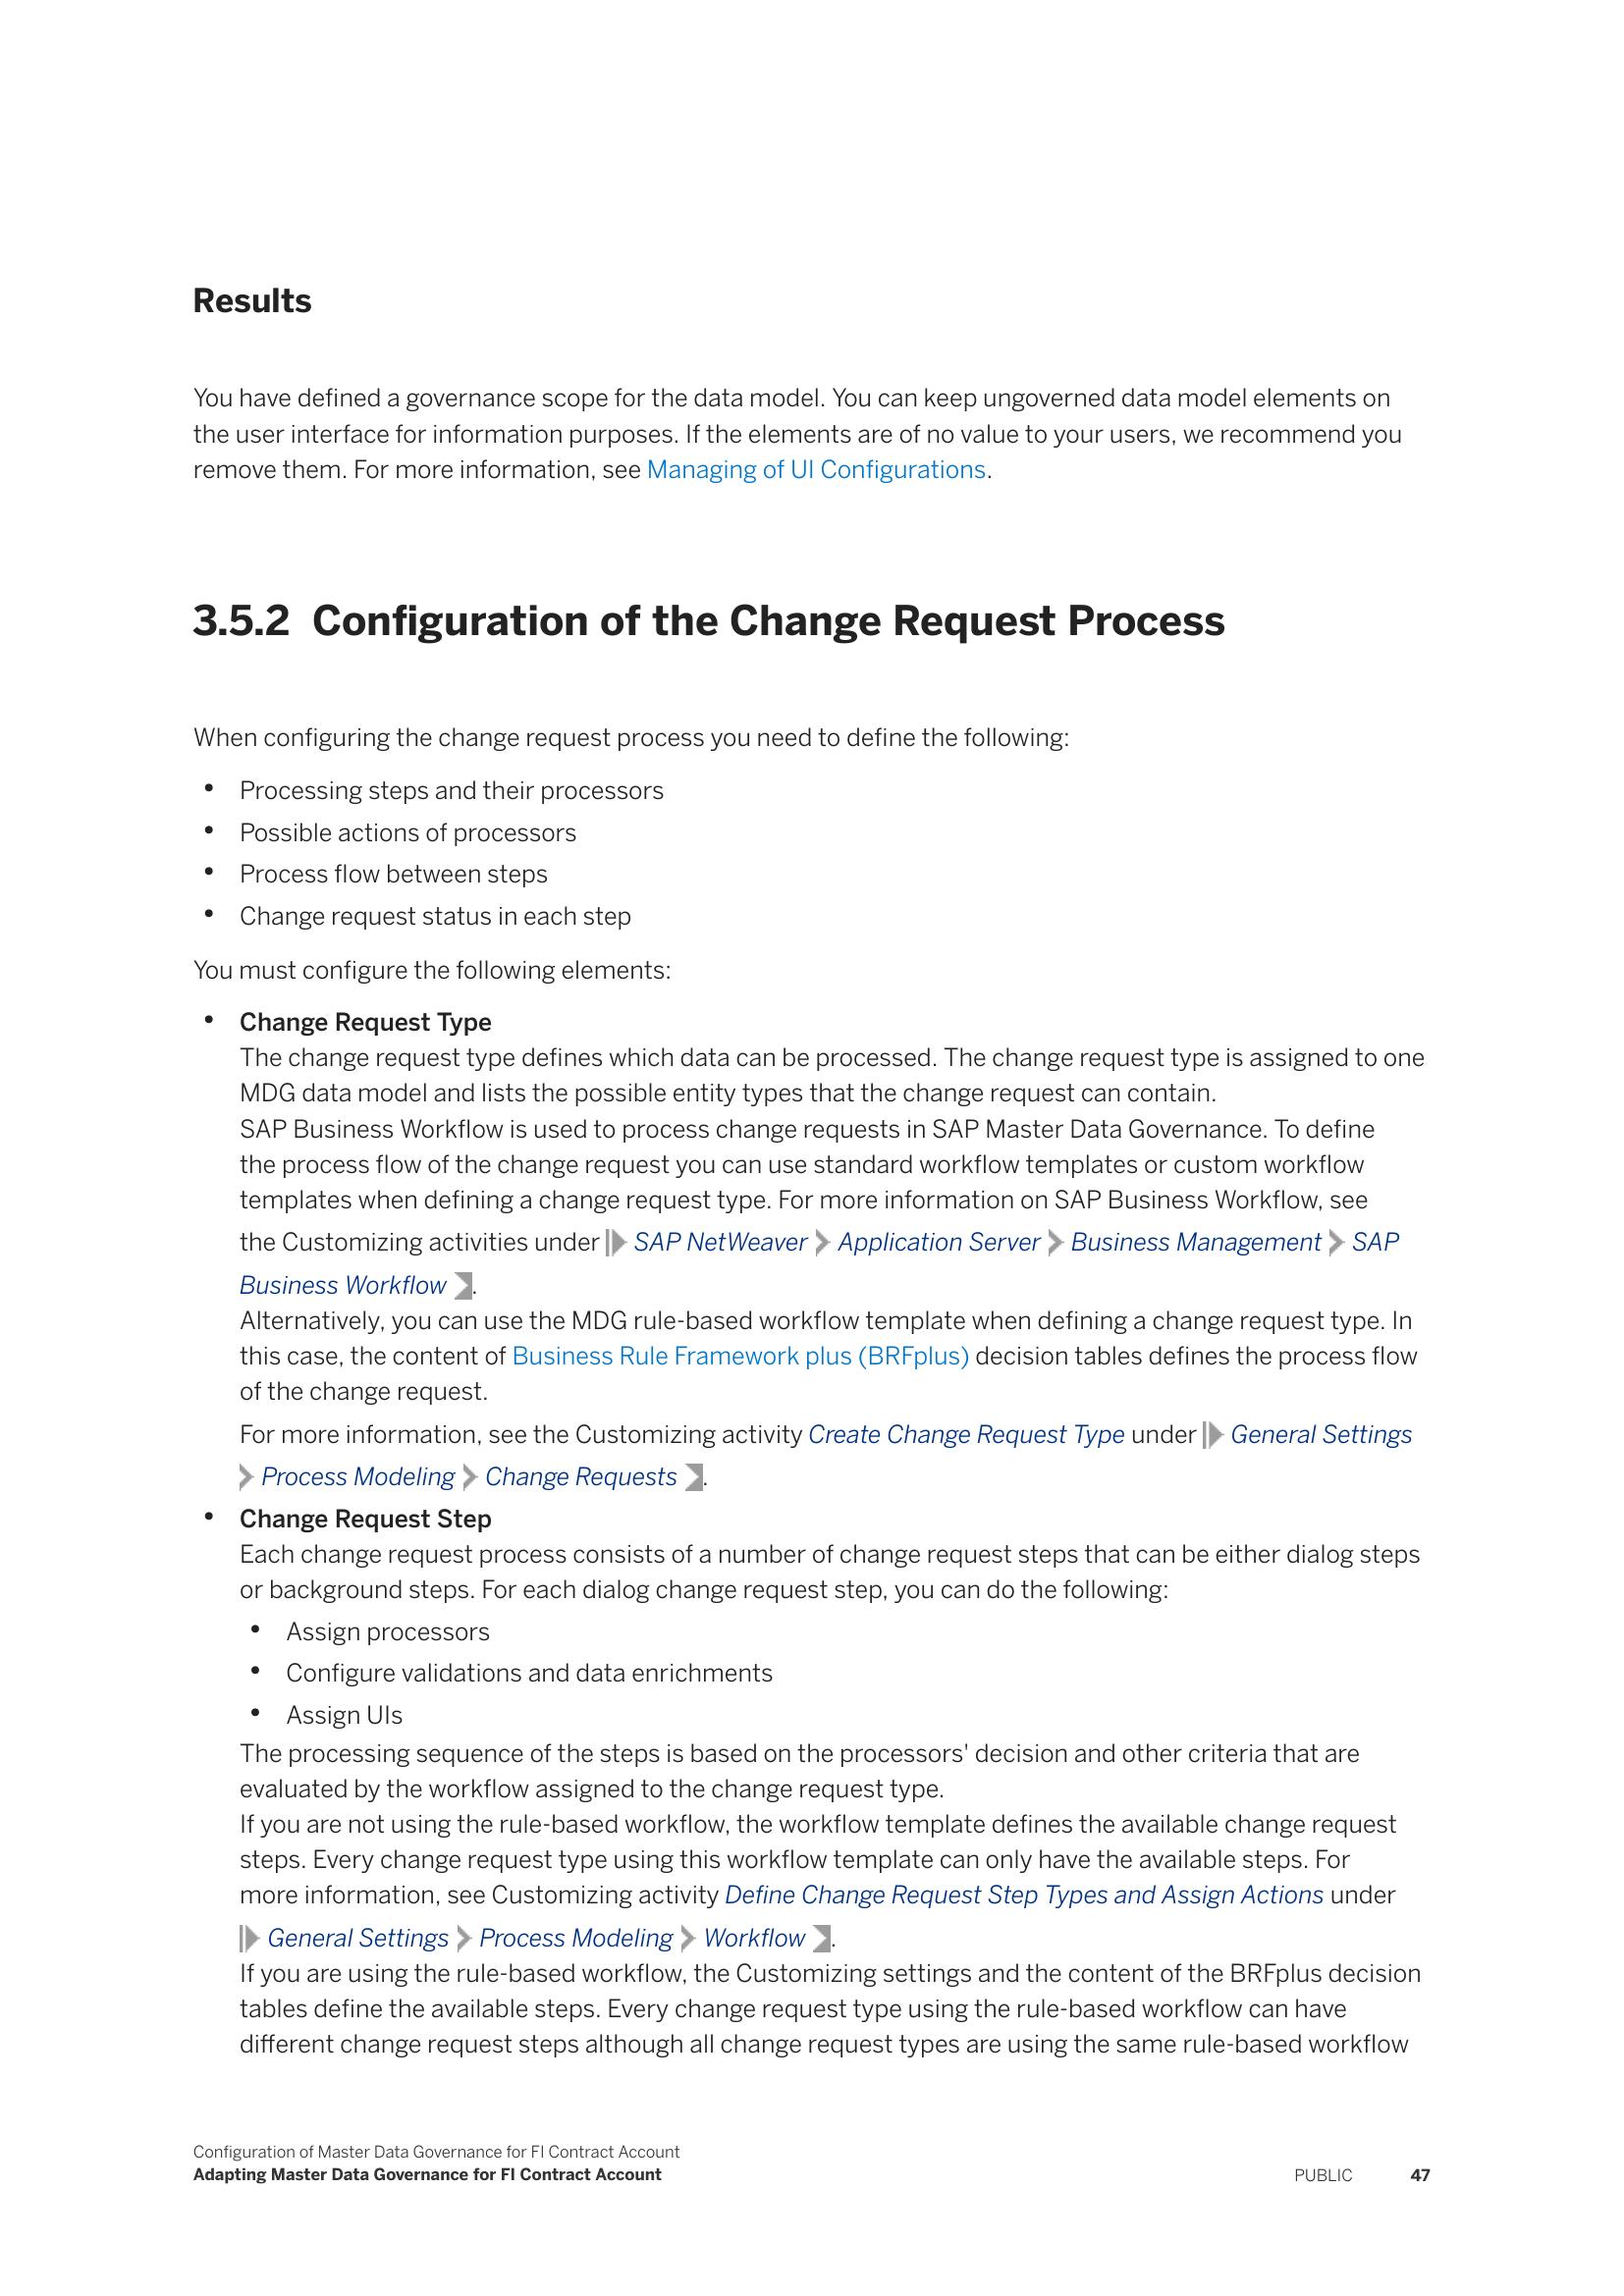 Results
You have defined a governance scope for the data model. You can keep ungoverned data model elements on
the user interface for information purposes. If the elements are of no value to your users, we recommend you
remove them. For more information, see Managing of UI Configurations.
3.5.2 Configuration of the Change Request Process
When configuring the change request process you need to define the following:
• Processing steps and their processors
• Possible actions of processors
• Process flow between steps
• Change request status in each step
You must configure the following elements:
• Change Request Type
The change request type defines which data can be processed. The change request type is assigned to one
MDG data model and lists the possible entity types that the change request can contain.
SAP Business Workflow is used to process change requests in SAP Master Data Governance. To define
the process flow of the change request you can use standard workflow templates or custom workflow
templates when defining a change request type. For more information on SAP Business Workflow, see
the Customizing activities under SAP NetWeaver Application Server Business Management SAP
Business Workflow .
Alternatively, you can use the MDG rule-based workflow template when defining a change request type. In
this case, the content of Business Rule Framework plus (BRFplus) decision tables defines the process flow
of the change request.
For more information, see the Customizing activity Create Change Request Type under General Settings
Process Modeling Change Requests .
• Change Request Step
Each change request process consists of a number of change request steps that can be either dialog steps
or background steps. For each dialog change request step, you can do the following:
• Assign processors
• Configure validations and data enrichments
• Assign UIs
The processing sequence of the steps is based on the processors' decision and other criteria that are
evaluated by the workflow assigned to the change request type.
If you are not using the rule-based workflow, the workflow template defines the available change request
steps. Every change request type using this workflow template can only have the available steps. For
more information, see Customizing activity Define Change Request Step Types and Assign Actions under
General Settings Process Modeling Workflow .
If you are using the rule-based workflow, the Customizing settings and the content of the BRFplus decision
tables define the available steps. Every change request type using the rule-based workflow can have
different change request steps although all change request types are using the same rule-based workflow
Configuration of Master Data Governance for FI Contract Account
Adapting Master Data Governance for FI Contract Account
PUBLIC 47